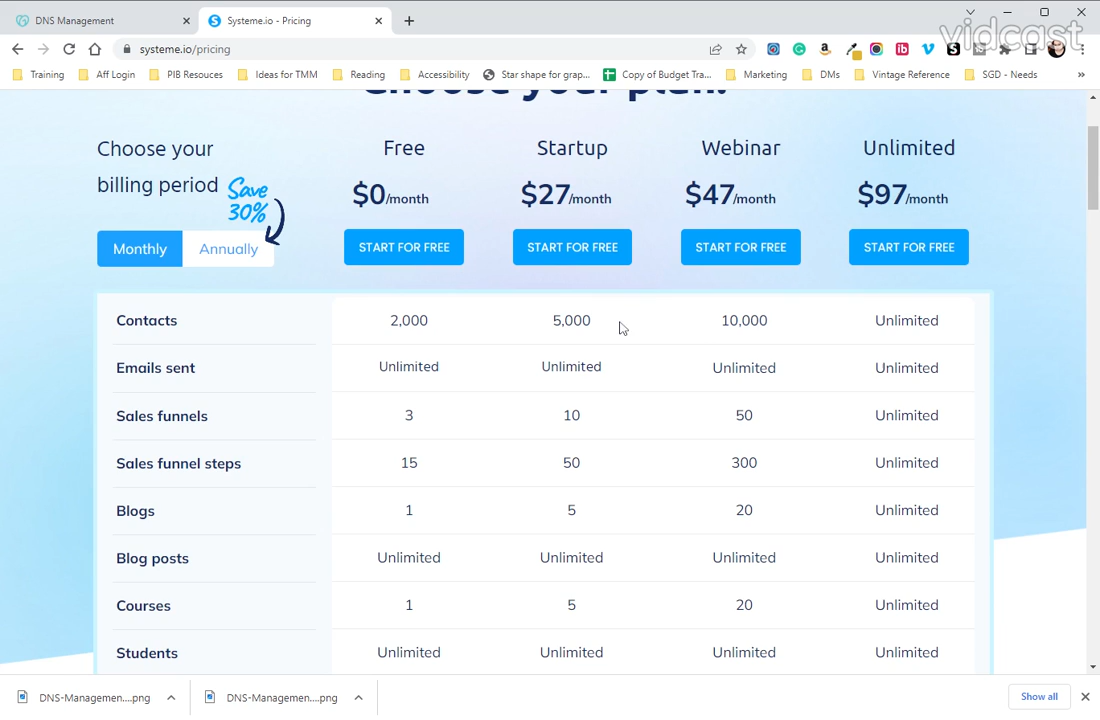 DNS Management
Systeme.io - Pricing
vidcast
systeme.io/pricing
Training
Aff Login
PIB Resouces
Ideas for TMM
Reading
Accessibility
Star shape for grap...
Copy of Budget Tra...
Marketing
DMs
Vintage Reference
SGD - Needs
»
Choose your plan:
Choose your
billing period
Save
30%
Monthly
Annually
Free
Startup
Webinar
Unlimited
$0/month
$27/month
$47/month
$97/month
START FOR FREE
START FOR FREE
START FOR FREE
START FOR FREE
Contacts 2,000 5,000 10,000 Unlimited
Emails sent Unlimited Unlimited Unlimited Unlimited
Sales funnels 3 10 50 Unlimited
Sales funnel steps 15 50 300 Unlimited
Blogs 1 5 20 Unlimited
Blog posts Unlimited Unlimited Unlimited Unlimited
Courses 1 5 20 Unlimited
Students Unlimited Unlimited Unlimited Unlimited
DNS-Managemen....png
DNS-Managemen....png
Show all